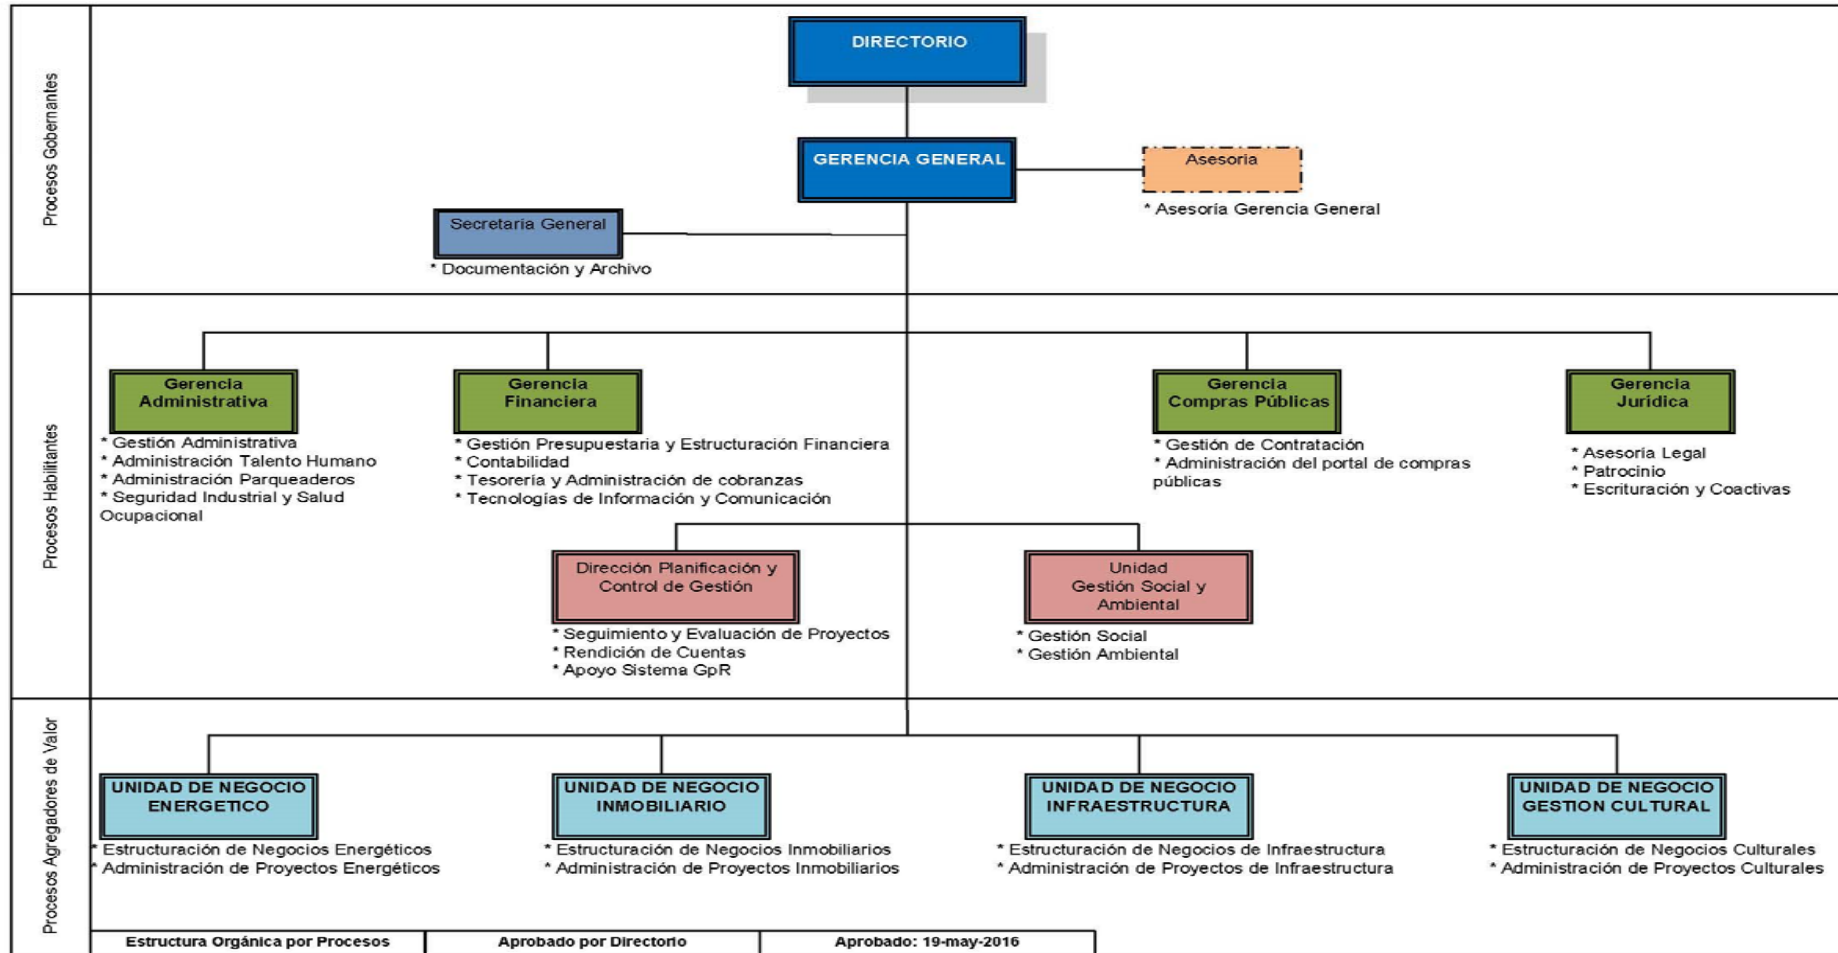 Procesos Gobernantes
DIRECTORIO
GERENCIA GENERAL
Asesoria
* Asesoría Gerencia General
Secretaria General
* Documentación y Archivo
Procesos Habilitantes
Gerencia
Administrativa
* Gestión Administrativa
* Administración Talento Humano
* Administración Parqueaderos
* Seguridad Industrial y Salud
Ocupacional
Gerencia
Financiera
* Gestión Presupuestaria y Estructuración Financiera
* Contabilidad
* Tesorería y Administración de cobranzas
* Tecnologías de Información y Comunicación
Gerencia
Compras Públicas
* Gestión de Contratación
* Administración del portal de compras
públicas
Gerencia
Jurídica
* Asesoría Legal
* Patrocinio
* Escrituración y Coactivas
Dirección Planificación y
Control de Gestión
* Seguimiento y Evaluación de Proyectos
* Rendición de Cuentas
* Apoyo Sistema GpR
Unidad
Gestión Social y
Ambiental
* Gestión Social
* Gestión Ambiental
Procesos Agregadores de Valor
UNIDAD DE NEGOCIO
ENERGETICO
* Estructuración de Negocios Energéticos
* Administración de Proyectos Energéticos
UNIDAD DE NEGOCIO
INMOBILIARIO
* Estructuración de Negocios Inmobiliarios
* Administración de Proyectos Inmobiliarios
UNIDAD DE NEGOCIO
INFRAESTRUCTURA
* Estructuración de Negocios de Infraestructura
* Administración de Proyectos de Infraestructura
UNIDAD DE NEGOCIO
GESTION CULTURAL
* Estructuración de Negocios Culturales
* Administración de Proyectos Culturales
Estructura Orgánica por Procesos
Aprobado por Directorio
Aprobado: 19-may-2016